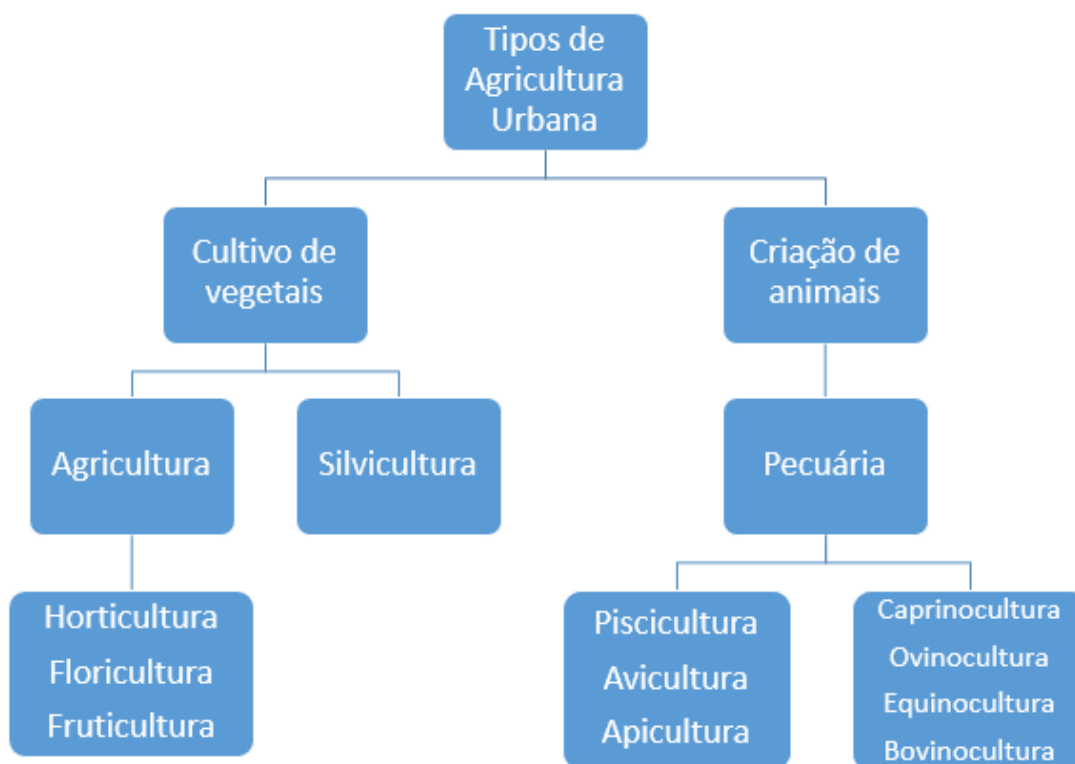 Tipos de
Agricultura
Urbana
Cultivo de
vegetais
Criação de
animais
Agricultura
Silvicultura
Pecuária
Horticultura
Floricultura
Fruticultura
Piscicultura
Avicultura
Apicultura
Caprinocultura
Ovinocultura
Equinocultura
Bovinocultura